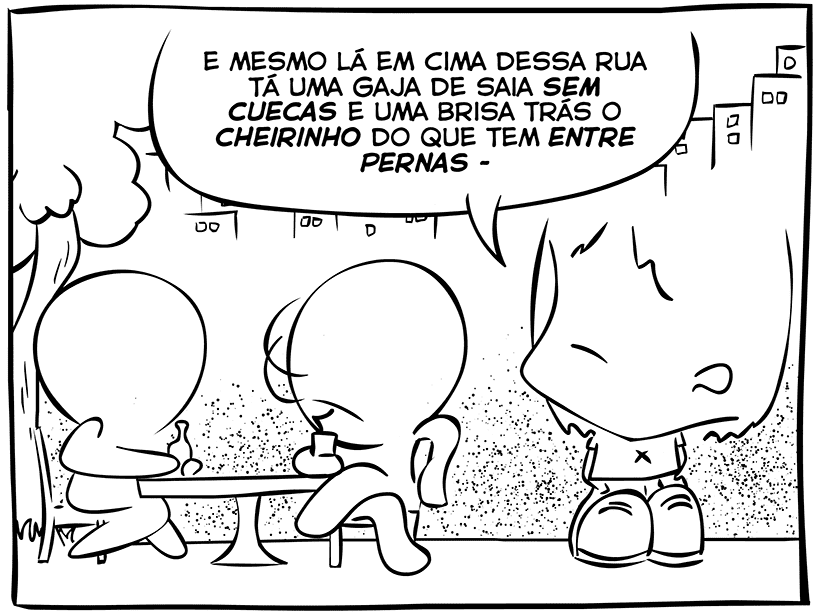 E MESMO LÁ EM CIMA DESSA RUA
TÁ UMA GAJA DE SAIA SEM
CUECAS E UMA BRISA TRÁS O
CHEIRINHO DO QUE TEM ENTRE
PERNAS -